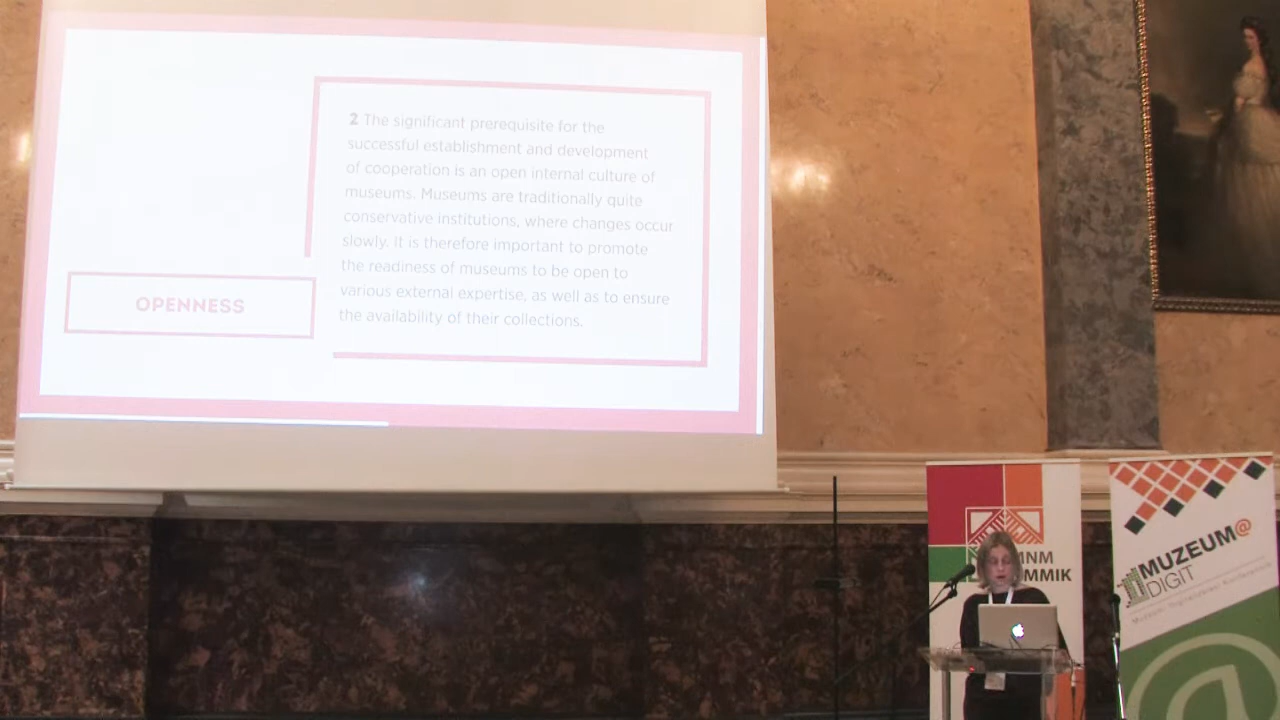 2 The significant prerequisite for the
successful establishment and development
of cooperation is an open internal culture of
museums. Museums are traditionally quite
conservative institutions, where changes occur
slowly. It is therefore important to promote
the readiness of museums to be open to
various external expertise, as well as to ensure
the availability of their collections.
OPENNESS
MNM
MMIK
MUZEUM@
DIGIT